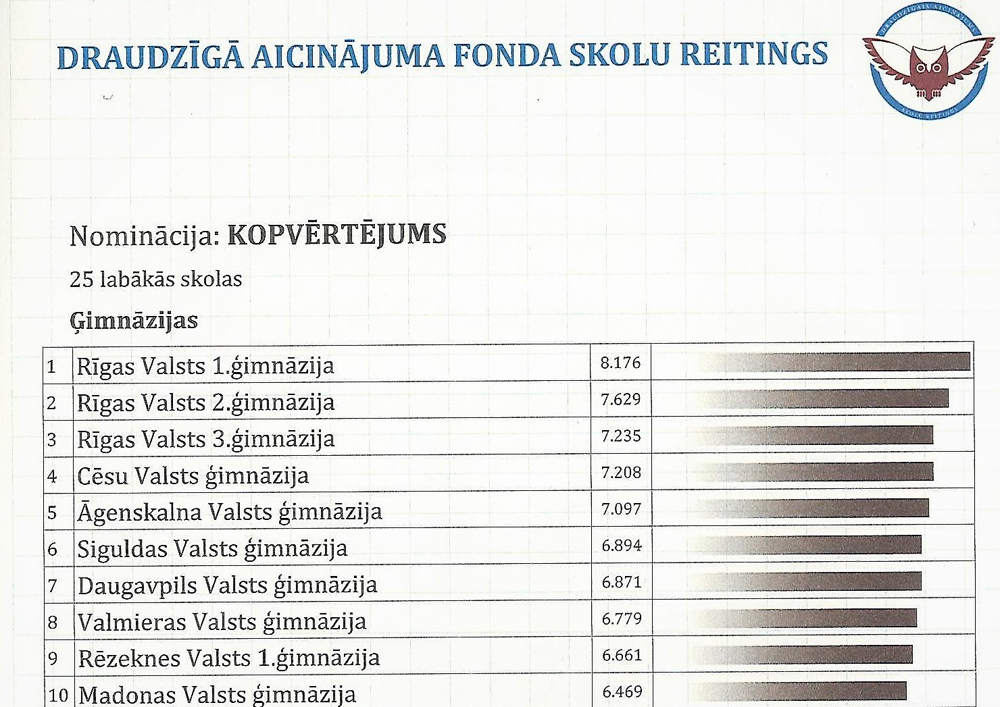 DRAUDZĪGĀ AICINĀJUMA FONDA SKOLU REITINGS
DRAUDZĪGAIS AICINĀJUMS
SKOLU REITINGS
Nominācija: KOPVĒRTĒJUMS
25 labākās skolas
Ģimnāzijas
1 Rīgas Valsts 1.ģimnāzija 8.176
2 Rīgas Valsts 2.ģimnāzija 7.629
3 Rīgas Valsts 3.ģimnāzija 7.235
4 Cēsu Valsts ģimnāzija 7.208
5 Āgenskalna Valsts ģimnāzija 7.097
6 Siguldas Valsts ģimnāzija 6.894
7 Daugavpils Valsts ģimnāzija 6.871
8 Valmieras Valsts ģimnāzija 6.779
9 Rēzeknes Valsts 1.ģimnāzija 6.661
10 Madonas Valsts ģimnāzija 6.469